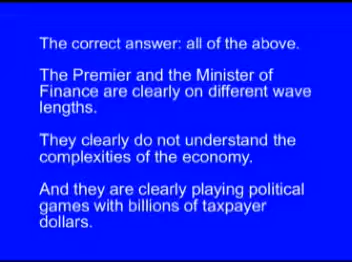 The correct answer: all of the above.
The Premier and the Minister of
Finance are clearly on different wave
lengths.
They clearly do not understand the
complexities of the economy.
And they are clearly playing political
games with billions of taxpayer
dollars.